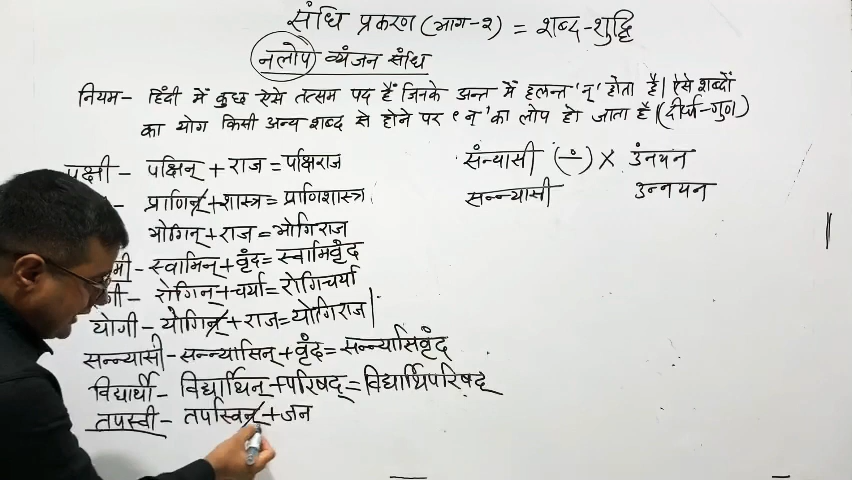 संधि प्रकरण (भाग-२) = शब्द-शुद्धि
नलोप व्यंजन संधि
नियम- हिंदी में कुछ ऐसे तत्सम पद हैं जिनके अन्त में हलन्त 'न्' होता है। ऐसे शब्दों
का योग किसी अन्य शब्द से होने पर 'न्' का लोप हो जाता है। (दीर्घ-गुण)
पक्षी - पक्षिन् + राज = पक्षिराज
- प्राणिन् + शास्त्र = प्राणिशास्त्र
भोगिन् + राज = भोगिराज
मी - स्वामिन् + वृंद = स्वामिवृंद
गी - रोगिन् + चर्या = रोगिचर्या
योगी - योगिन् + राज = योगिराज
सन्न्यासी - सन्न्यासिन् + वृंद = सन्न्यासिवृंद
विद्यार्थी - विद्यार्थिन् + परिषद् = विद्यार्थिपरिषद्
तपस्वी - तपस्विन् + जन
संन्यासी (ं) × उंनयन
सन्न्यासी उन्नयन